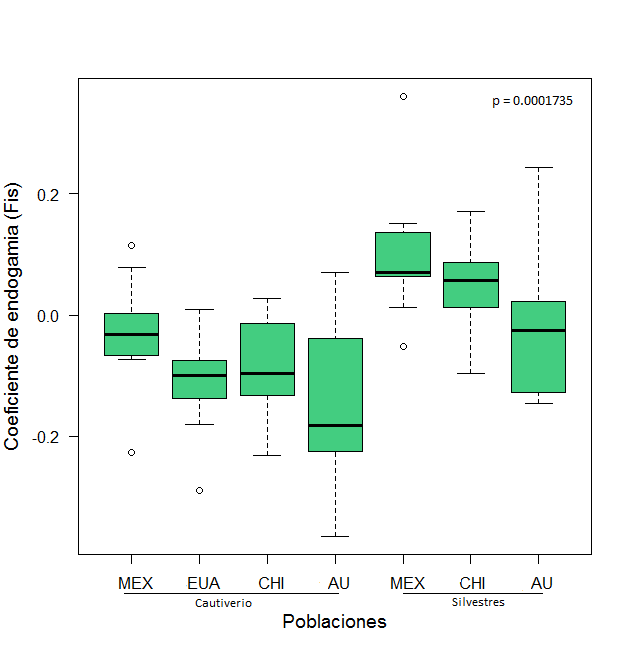 p = 0.0001735
Coeficiente de endogamia (Fis)
0.2
0.0
-0.2
MEX EUA CHI AU MEX CHI AU
Cautiverio Silvestres
Poblaciones